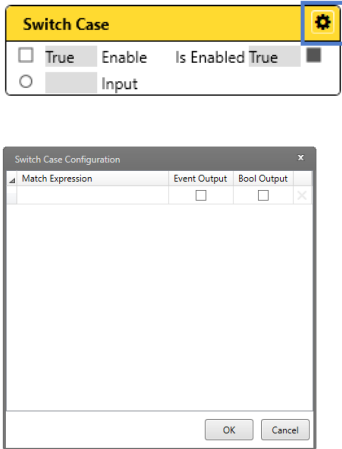 Switch Case
True Enable Is Enabled True
Input
Switch Case Configuration x
Match Expression Event Output Bool Output
OK Cancel